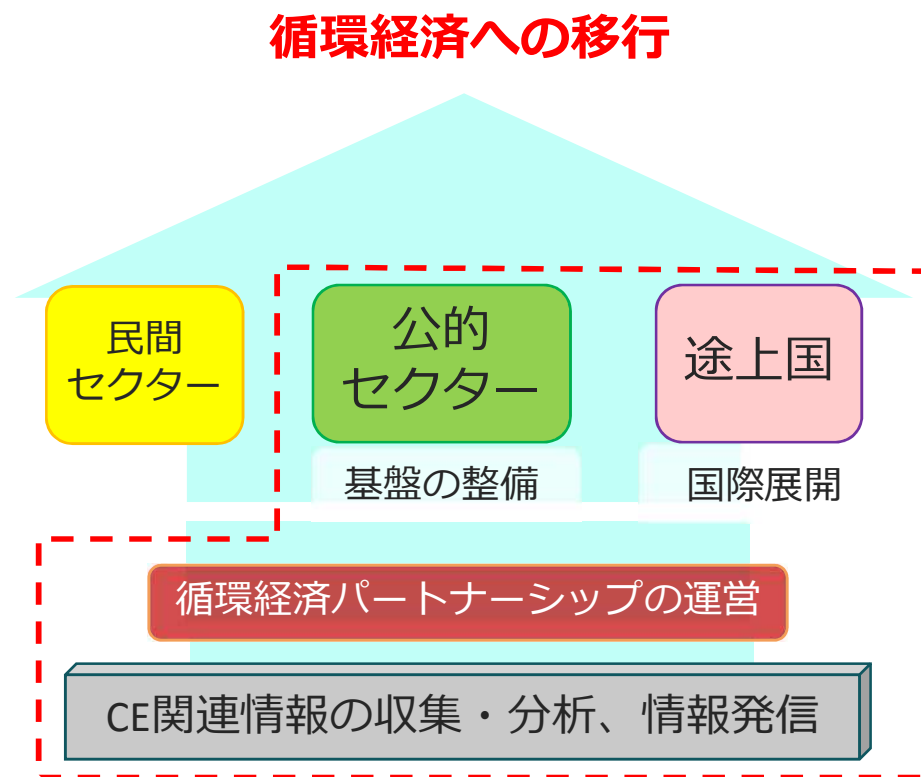 循環経済への移行
民間
セクター
公的
セクター
途上国
基盤の整備
国際展開
循環経済パートナーシップの運営
CE関連情報の収集・分析、情報発信